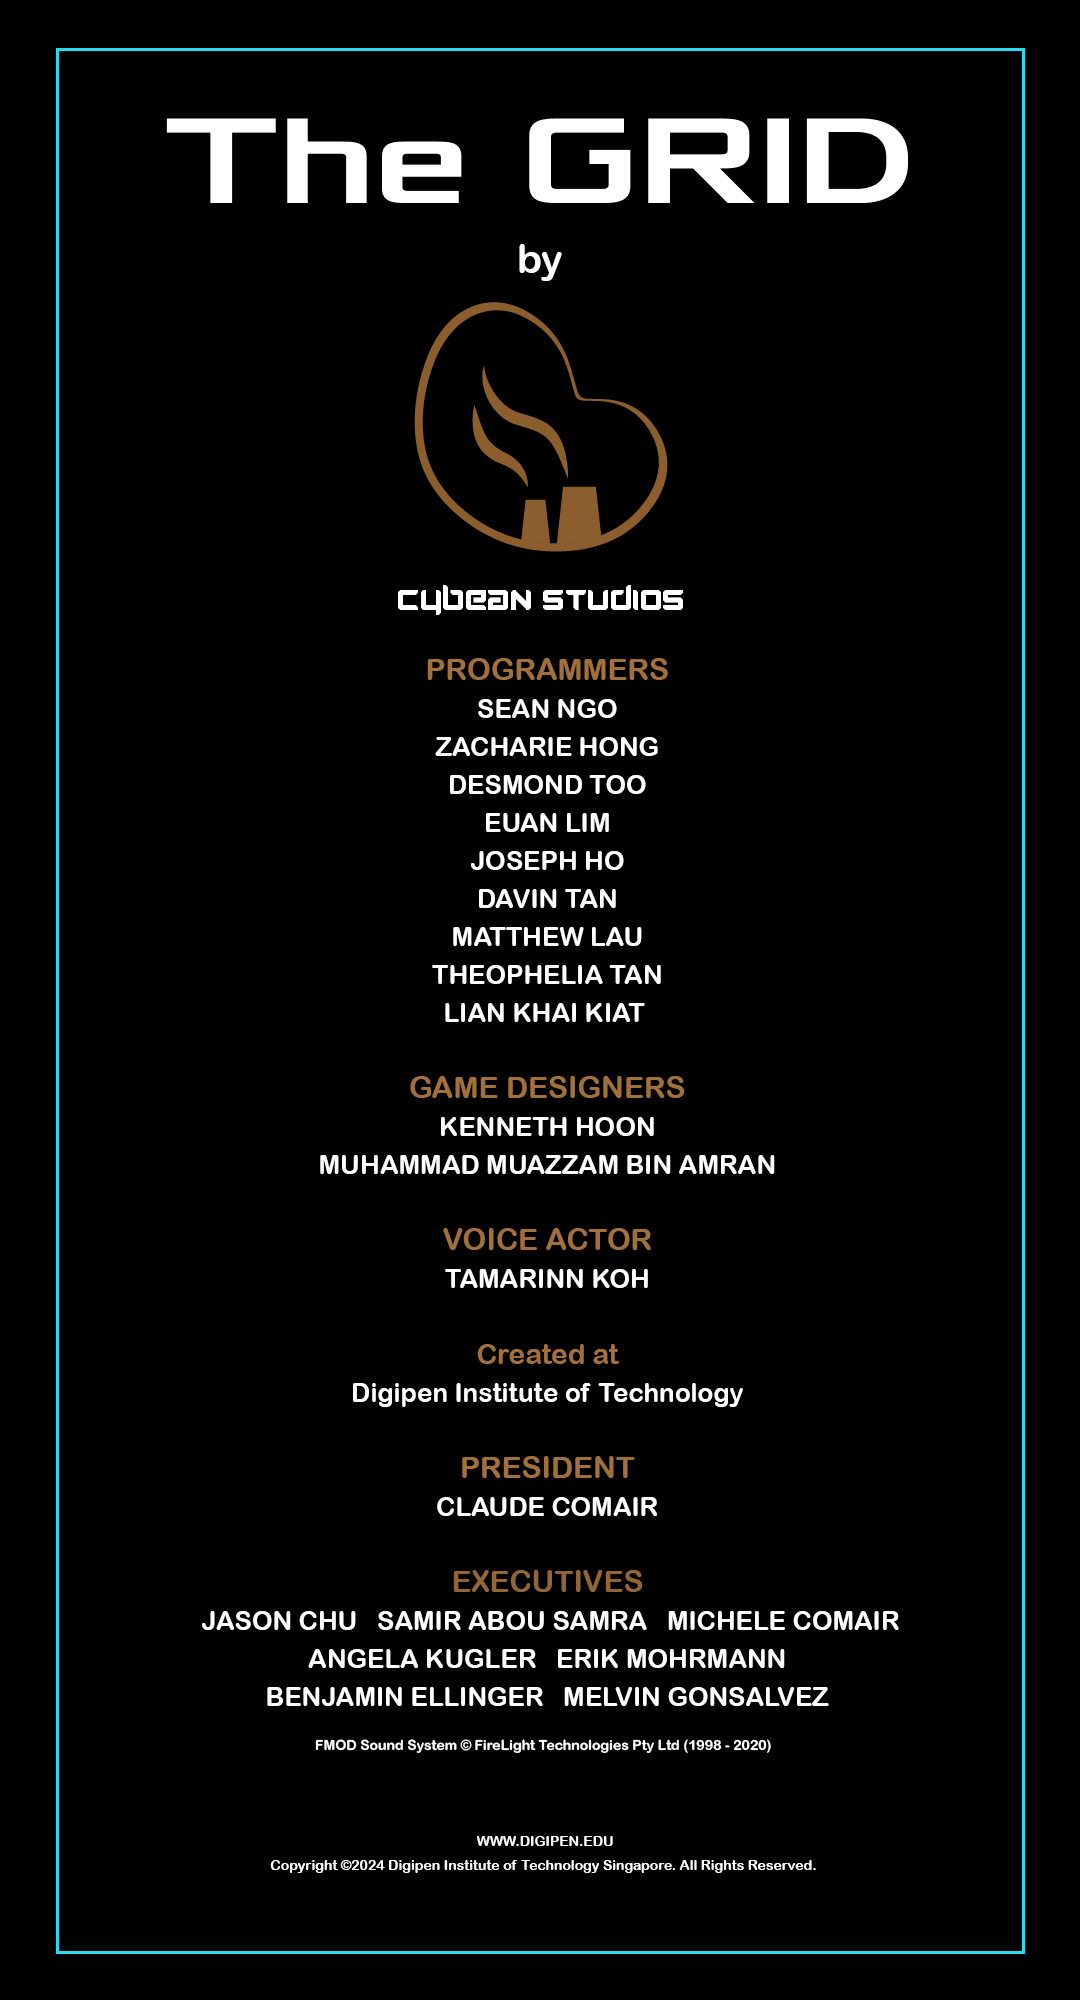 The GRID
by
cybean studios
PROGRAMMERS
SEAN NGO
ZACHARIE HONG
DESMOND TOO
EUAN LIM
JOSEPH HO
DAVIN TAN
MATTHEW LAU
THEOPHELIA TAN
LIAN KHAI KIAT
GAME DESIGNERS
KENNETH HOON
MUHAMMAD MUAZZAM BIN AMRAN
VOICE ACTOR
TAMARINN KOH
Created at
Digipen Institute of Technology
PRESIDENT
CLAUDE COMAIR
EXECUTIVES
JASON CHU SAMIR ABOU SAMRA MICHELE COMAIR
ANGELA KUGLER ERIK MOHRMANN
BENJAMIN ELLINGER MELVIN GONSALVEZ
FMOD Sound System © FireLight Technologies Pty Ltd (1998 - 2020)
WWW.DIGIPEN.EDU
Copyright ©2024 Digipen Institute of Technology Singapore. All Rights Reserved.